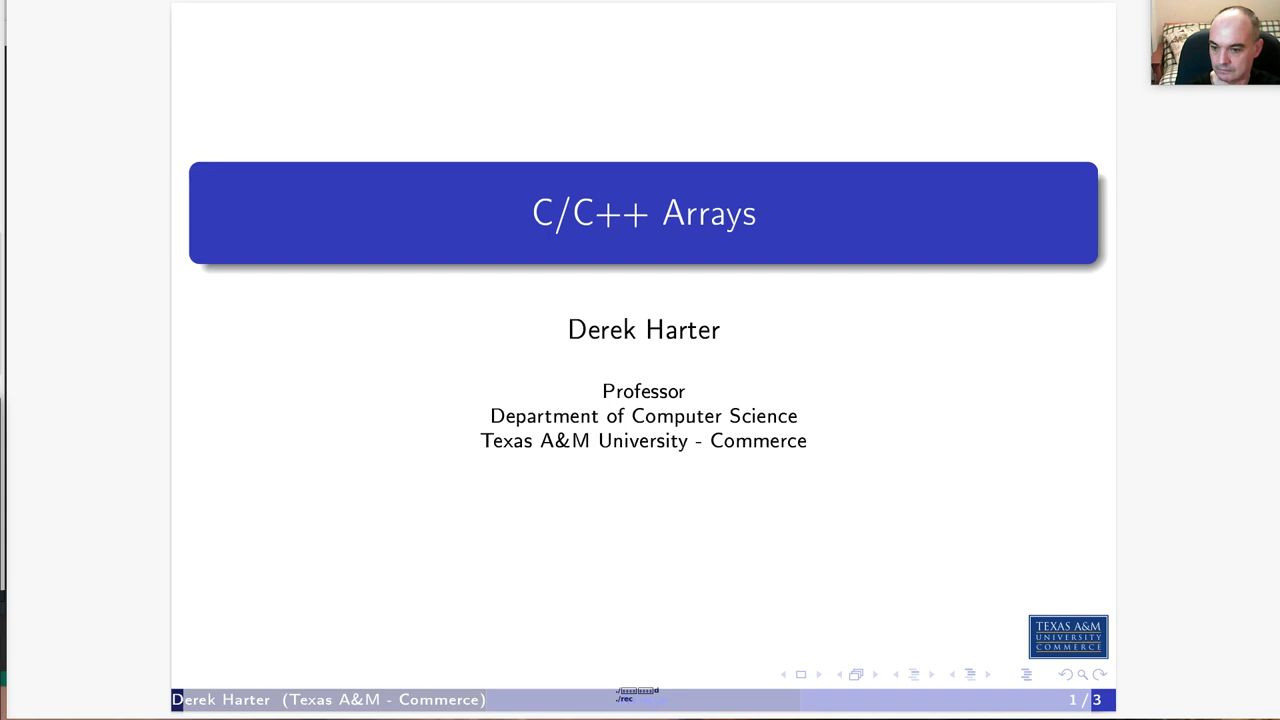 C/C++ Arrays
Derek Harter
Professor
Department of Computer Science
Texas A&M University - Commerce
TEXAS A&M
UNIVERSITY
COMMERCE
Derek Harter (Texas A&M - Commerce)
./rec
1 / 3